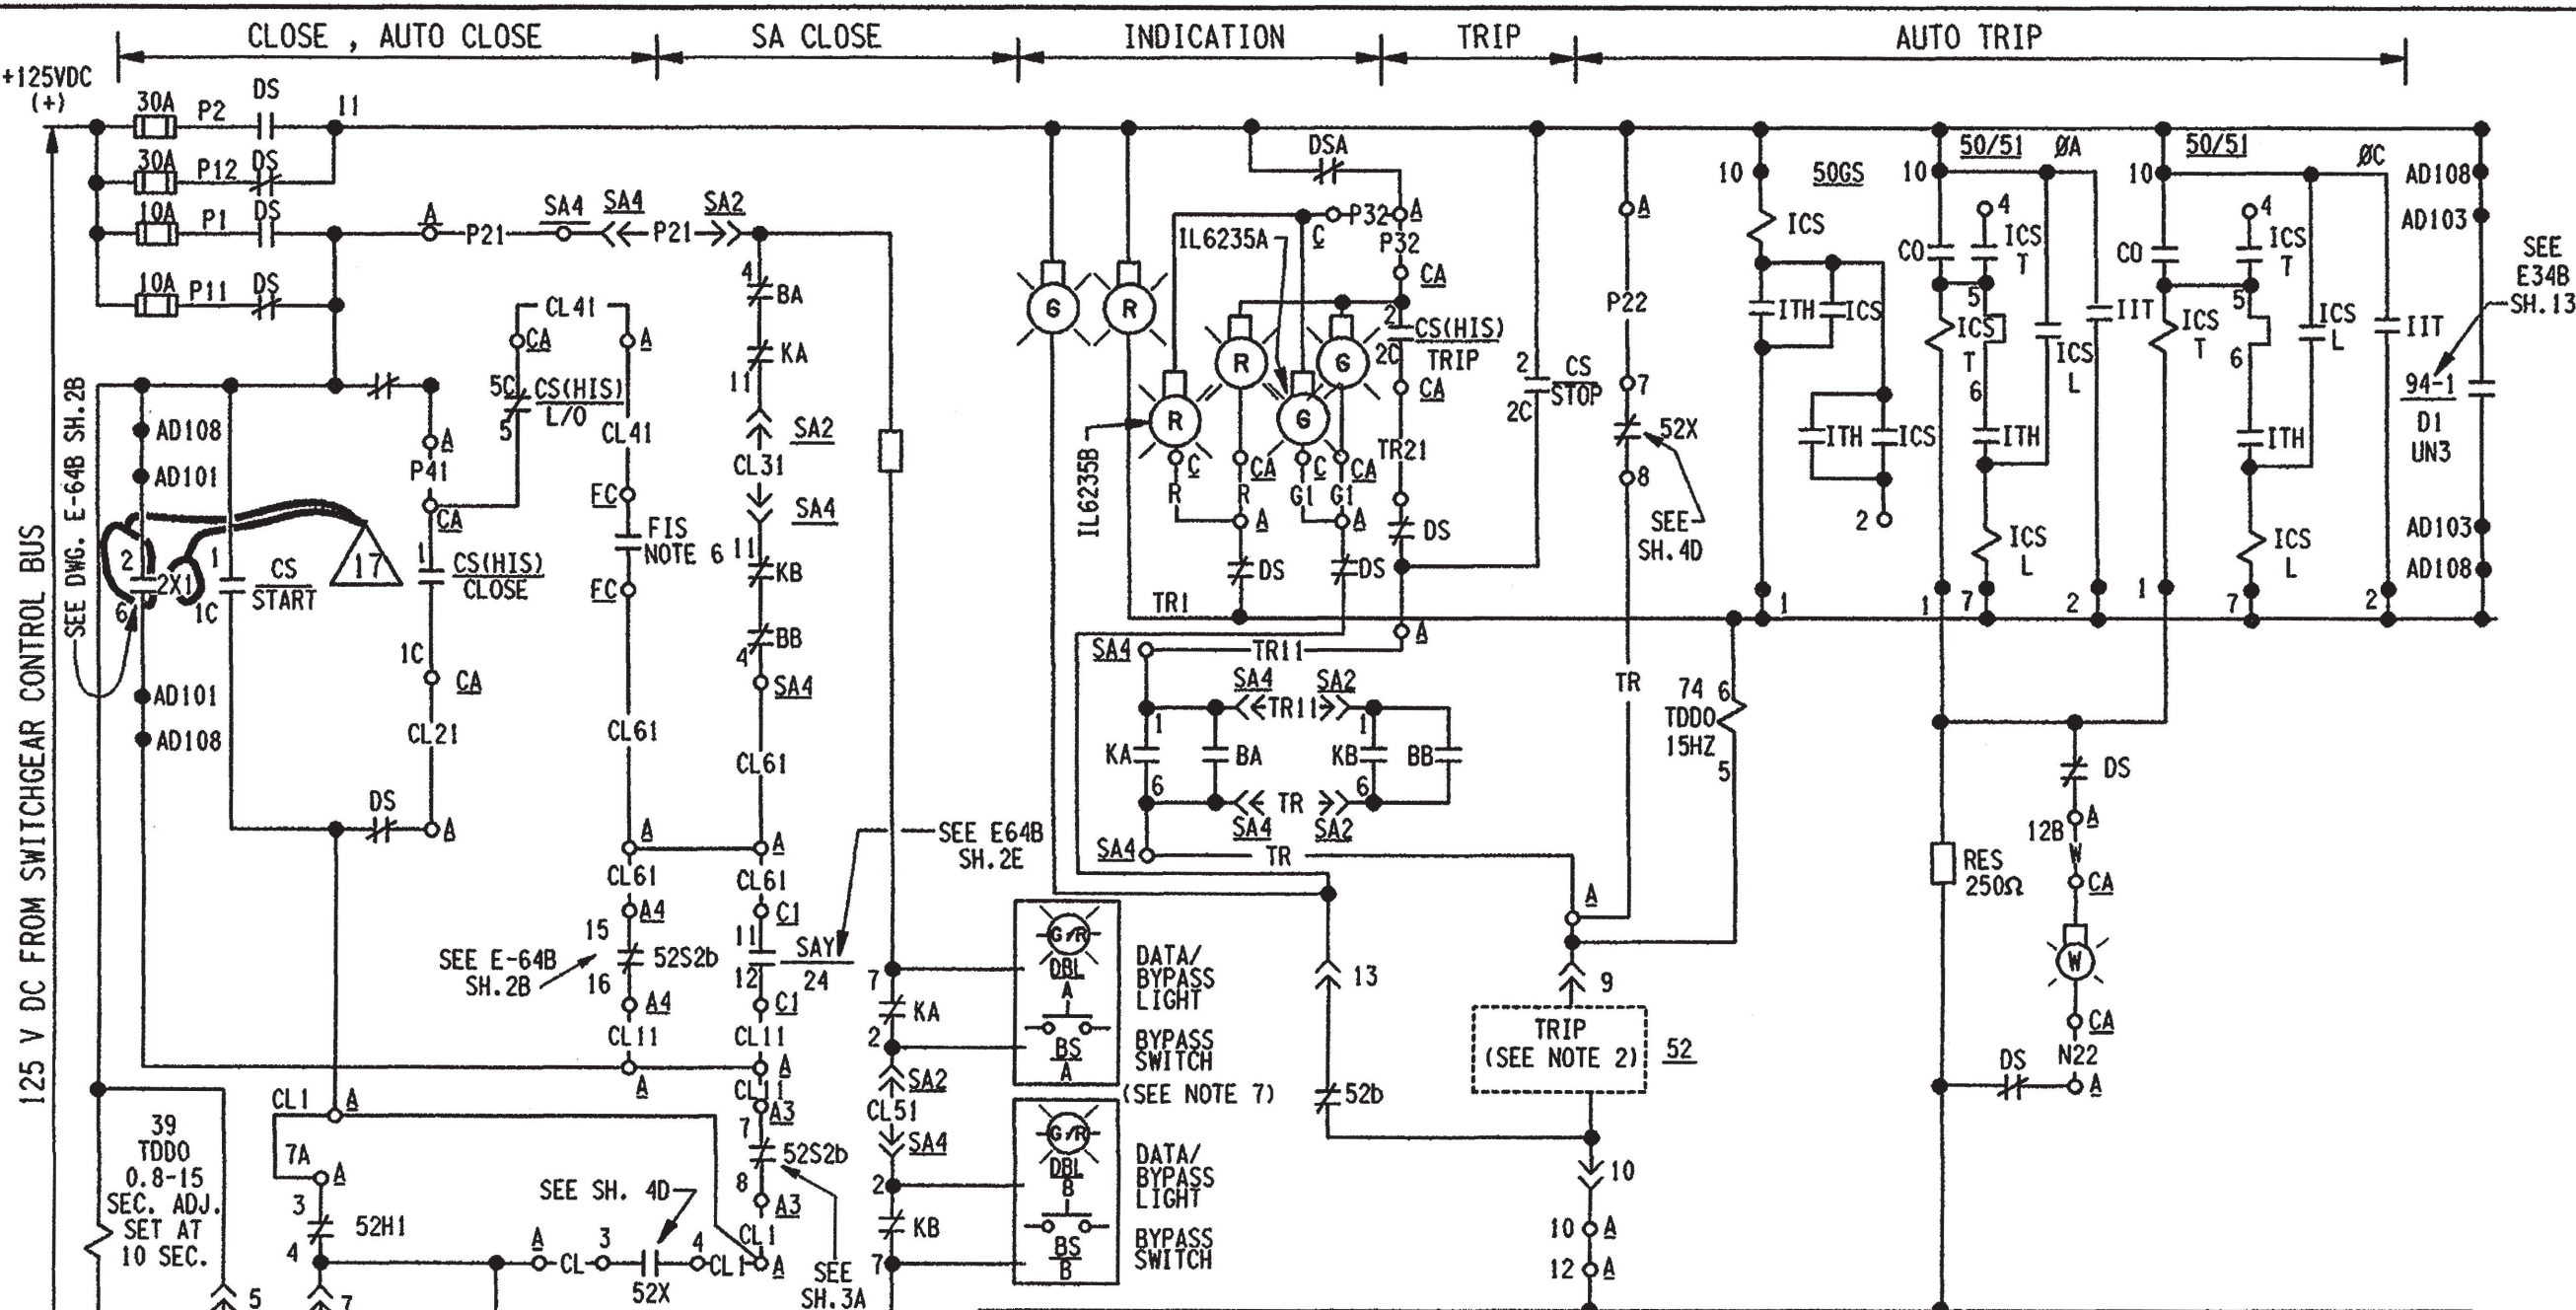 CLOSE , AUTO CLOSE
SA CLOSE
INDICATION
TRIP
AUTO TRIP
+125VDC
(+)
30A P2 DS 11
30A P12 DS
10A P1 DS
10A P11 DS
A P21 SA4 SA4 P21 SA2
125 V DC FROM SWITCHGEAR CONTROL BUS
SEE DWG. E-64B SH.2B
AD108
AD101
2
2X1
6
AD101
AD108
1
CS
START
1C
17
A
P41
CA
1
CS(HIS)
CLOSE
1C
CA
CL21
DS
A
CL41
CA
A
5C
CS(HIS)
L/O
5
CL41
FC
FIS
NOTE 6
FC
CL61
A
CL61
A4
15
52S2b
16
A4
CL11
A
SEE E-64B
SH.2B
4
BA
KA
11
SA2
CL31
SA4
11
KB
BB
4
SA4
CL61
A
CL61
C1
11
SAY
24
12
C1
CL11
A
CL11
A3
7
52S2b
8
A3
CL1
A
SEE
SH.3A
SEE E64B
SH.2E
CL1
A
7A
A
3
52H1
4
7
39
TDDO
0.8-15
SEC. ADJ.
SET AT
10 SEC.
5
SEE SH. 4D
A
CL
3
52X
4
CL1
7
KA
2
SA2
CL51
SA4
2
KB
7
G/R
DBL
A
BS
A
DATA/
BYPASS
LIGHT
BYPASS
SWITCH
(SEE NOTE 7)
G/R
DBL
B
BS
B
DATA/
BYPASS
LIGHT
BYPASS
SWITCH
G
R
DSA
P32
A
C
P32
CA
IL6235A
R
G
R
G
IL6235B
2
CS(HIS)
TRIP
2C
CA
TR21
DS
C
CA
C
CA
R
R
G1
G1
A
A
DS
DS
TR1
A
SA4
TR11
SA4
TR11
SA2
1
1
KA
BA
KB
BB
6
6
SA4
TR
SA2
SA4
TR
13
52b
2
CS
STOP
2C
A
P22
7
52X
8
SEE
SH.4D
TR
74
TDDO
15HZ
6
5
A
9
TRIP
(SEE NOTE 2)
52
10
10 A
12 A
10
50GS
ICS
ITH
ICS
ITH
ICS
2
1
50/51 ØA
10
4
CO
ICS
T
5
ICS
T
6
ICS
L
IIT
ITH
ICS
L
1
7
2
50/51
ØC
10
4
CO
ICS
T
5
ICS
T
6
ICS
L
IIT
ITH
ICS
L
1
7
2
AD108
AD103
SEE
E34B
SH.13
94-1
D1
UN3
AD103
AD108
RES
250Ω
DS
A
12B
W
CA
W
CA
N22
A
DS